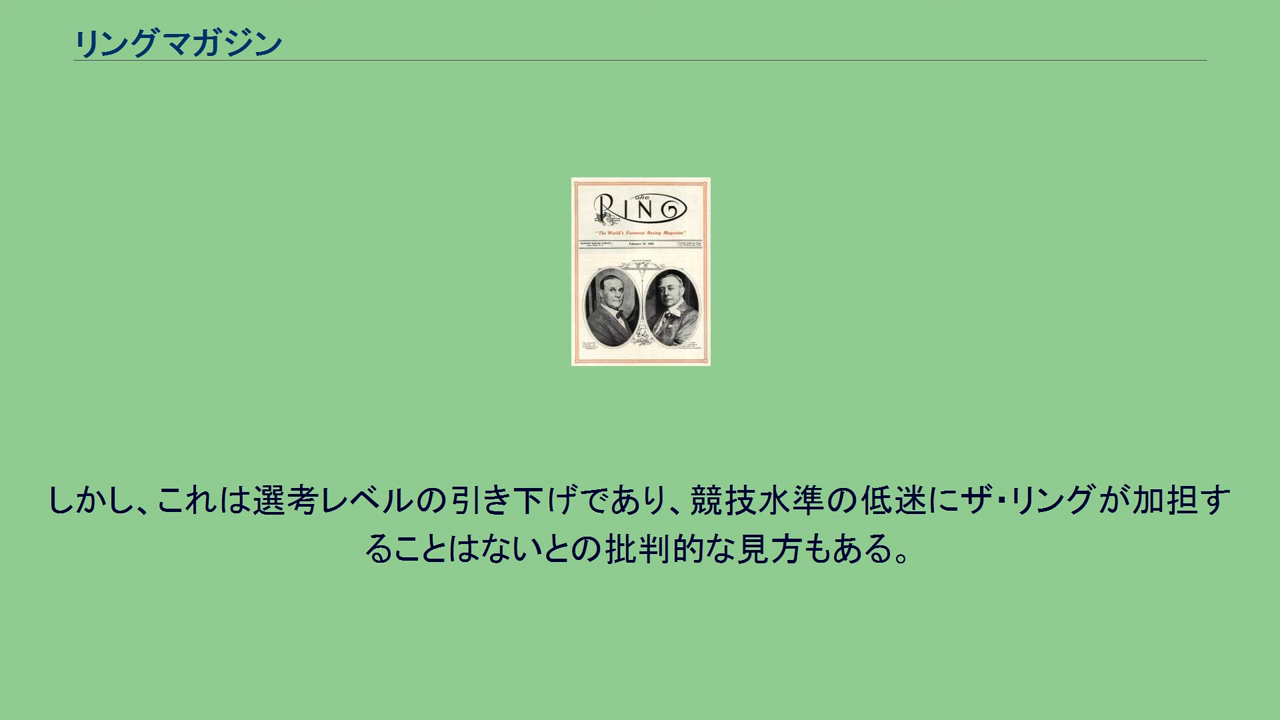 リングマガジン
The RING
"The World's Foremost Boxing Magazine"
しかし、これは選考レベルの引き下げであり、競技水準の低迷にザ・リングが加担す
ることはないとの批判的な見方もある。